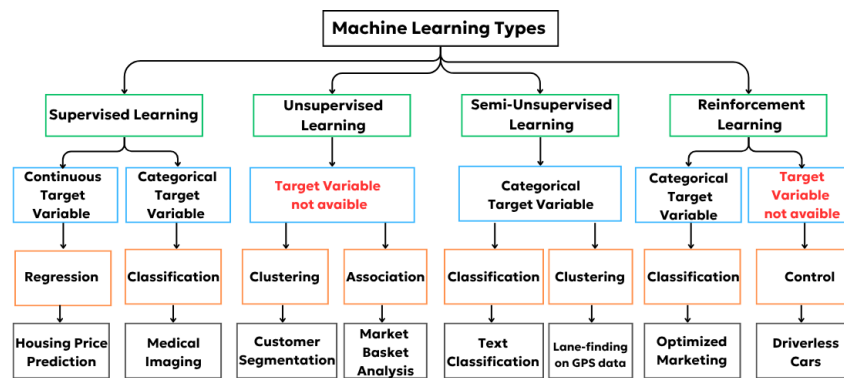 Machine Learning Types
Supervised Learning
Unsupervised
Learning
Semi-Unsupervised
Learning
Reinforcement
Learning
Continuous
Target
Variable
Categorical
Target
Variable
Target Variable
not avaible
Categorical
Target Variable
Categorical
Target
Variable
Target
Variable
not avaible
Regression
Classification
Clustering
Association
Classification
Clustering
Classification
Control
Housing Price
Prediction
Medical
Imaging
Customer
Segmentation
Market
Basket
Analysis
Text
Classification
Lane-finding
on GPS data
Optimized
Marketing
Driverless
Cars